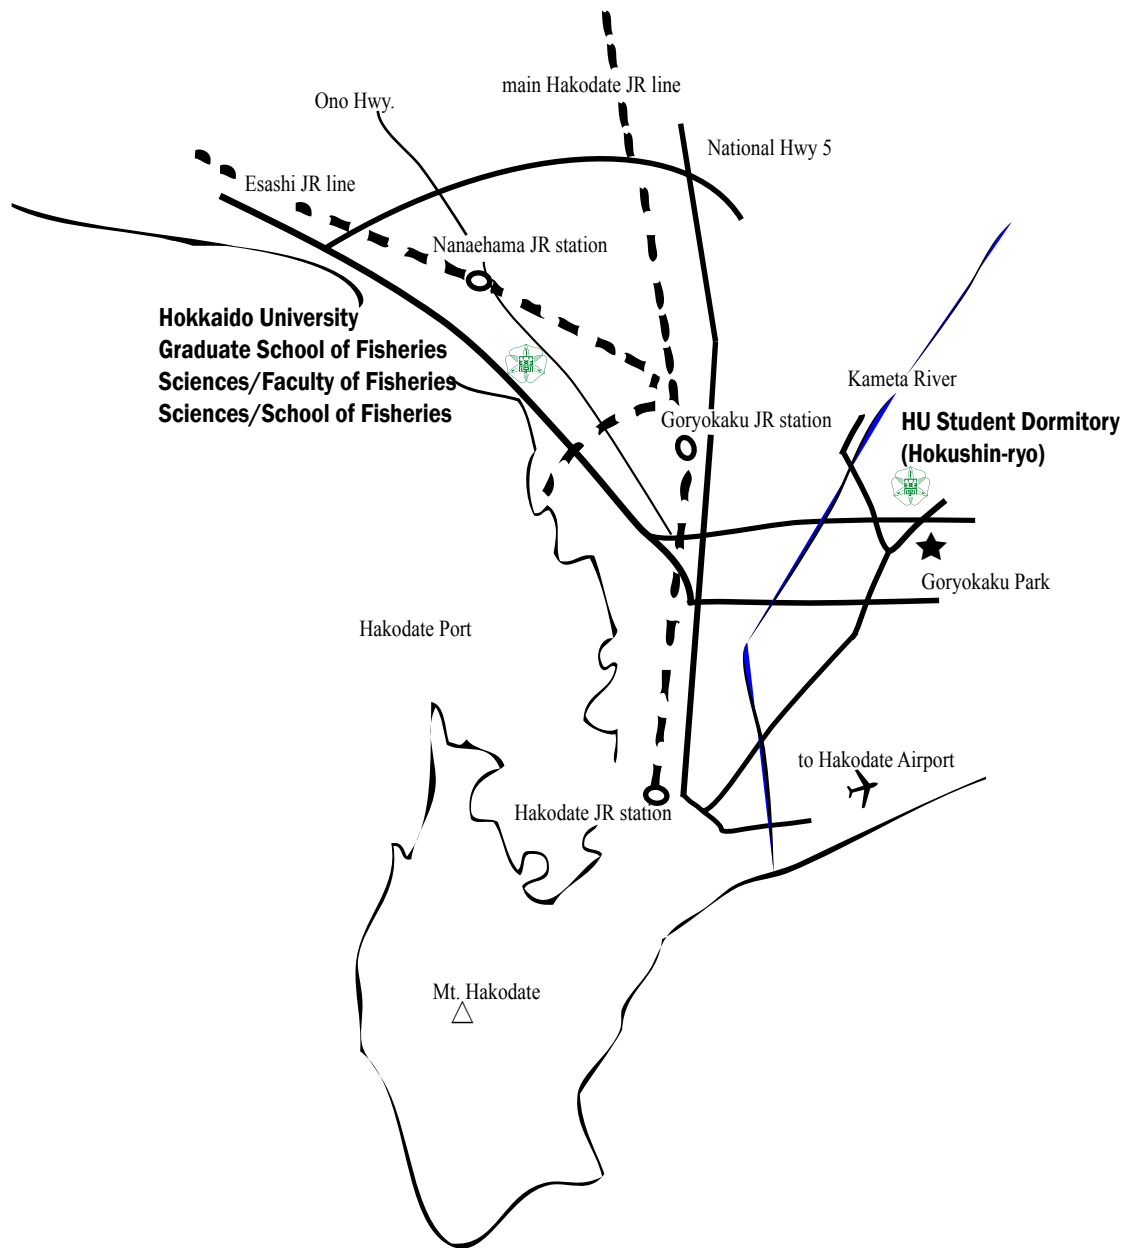 main Hakodate JR line
Ono Hwy.
National Hwy 5
Esashi JR line
Nanaehama JR station
Hokkaido University
Graduate School of Fisheries
Sciences/Faculty of Fisheries
Sciences/School of Fisheries
Kameta River
Goryokaku JR station
HU Student Dormitory
(Hokushin-ryo)
Goryokaku Park
Hakodate Port
to Hakodate Airport
Hakodate JR station
Mt. Hakodate